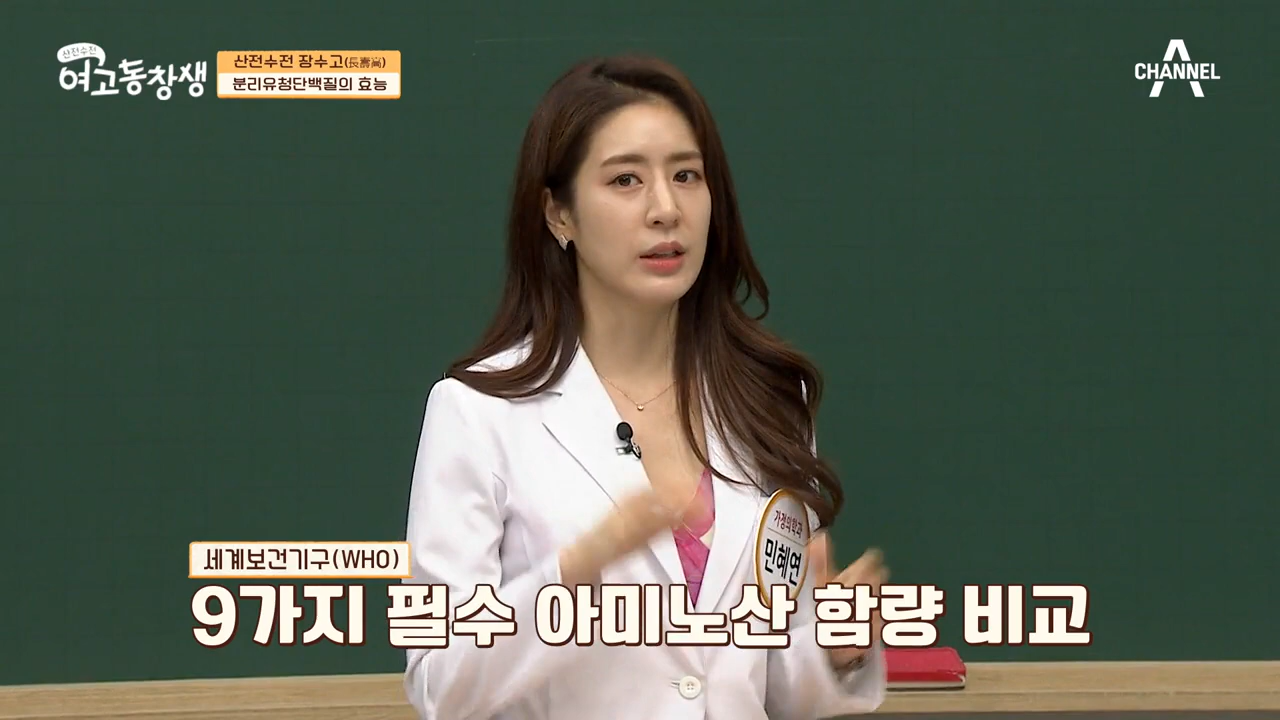 산전수전
여고동창생
산전수전 장수고(長壽高)
분리유청단백질의 효능
CHANNEL A
가정의학과
민혜연
세계보건기구(WHO)
9가지 필수 아미노산 함량 비교